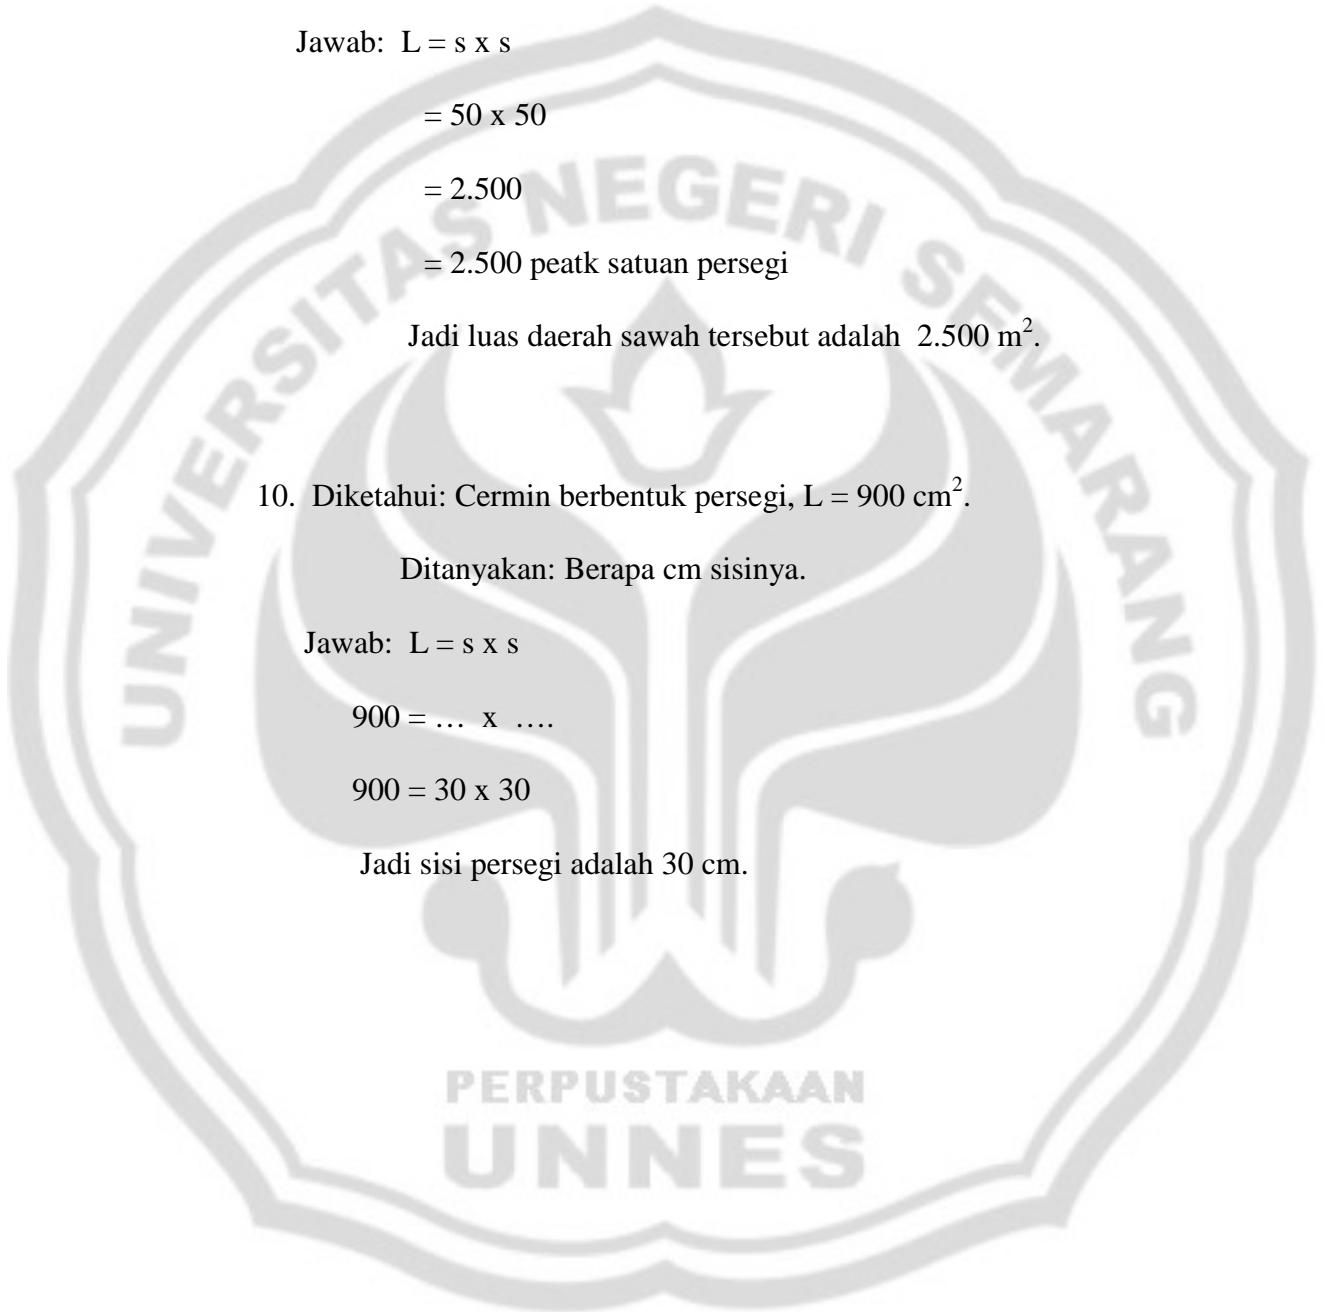 Jawab: L = s x s
= 50 x 50
= 2.500
= 2.500 peatk satuan persegi
Jadi luas daerah sawah tersebut adalah 2.500 m².
10. Diketahui: Cermin berbentuk persegi, L = 900 cm².
Ditanyakan: Berapa cm sisinya.
Jawab: L = s x s
900 = … x ….
900 = 30 x 30
Jadi sisi persegi adalah 30 cm.
UNIVERSITAS NEGERI SEMARANG
PERPUSTAKAAN
UNNES